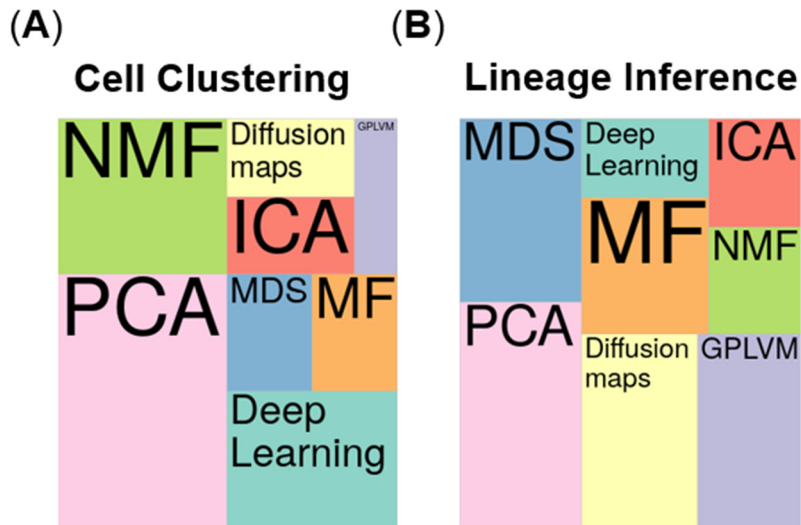 (A)
Cell Clustering
NMF
Diffusion
maps
GPLVM
ICA
PCA
MDS
MF
Deep
Learning
(B)
Lineage Inference
MDS
Deep
Learning
ICA
MF
NMF
PCA
Diffusion
maps
GPLVM